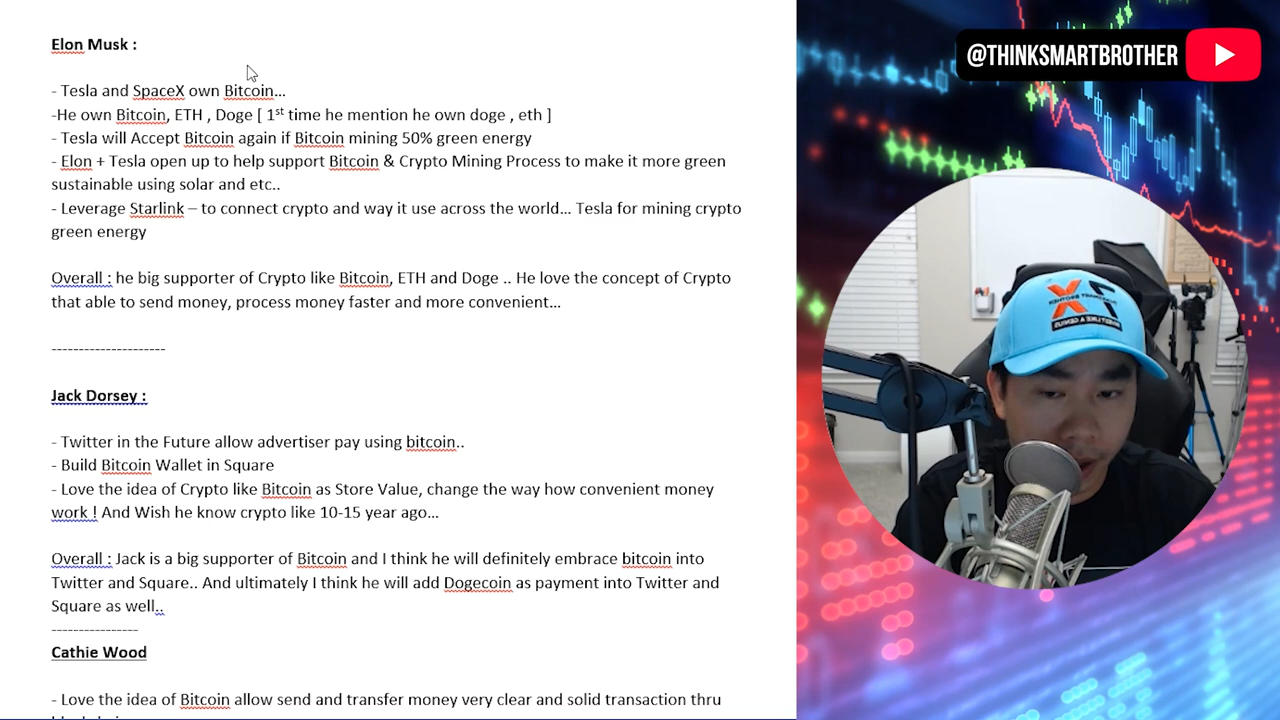 Elon Musk :
- Tesla and SpaceX own Bitcoin...
-He own Bitcoin, ETH , Doge [ 1st time he mention he own doge , eth ]
- Tesla will Accept Bitcoin again if Bitcoin mining 50% green energy
- Elon + Tesla open up to help support Bitcoin & Crypto Mining Process to make it more green
sustainable using solar and etc..
- Leverage Starlink – to connect crypto and way it use across the world... Tesla for mining crypto
green energy
Overall : he big supporter of Crypto like Bitcoin, ETH and Doge .. He love the concept of Crypto
that able to send money, process money faster and more convenient...
---------------------
Jack Dorsey :
- Twitter in the Future allow advertiser pay using bitcoin..
- Build Bitcoin Wallet in Square
- Love the idea of Crypto like Bitcoin as Store Value, change the way how convenient money
work ! And Wish he know crypto like 10-15 year ago...
Overall : Jack is a big supporter of Bitcoin and I think he will definitely embrace bitcoin into
Twitter and Square.. And ultimately I think he will add Dogecoin as payment into Twitter and
Square as well..
----------------
Cathie Wood
- Love the idea of Bitcoin allow send and transfer money very clear and solid transaction thru
@THINKSMARTBROTHER